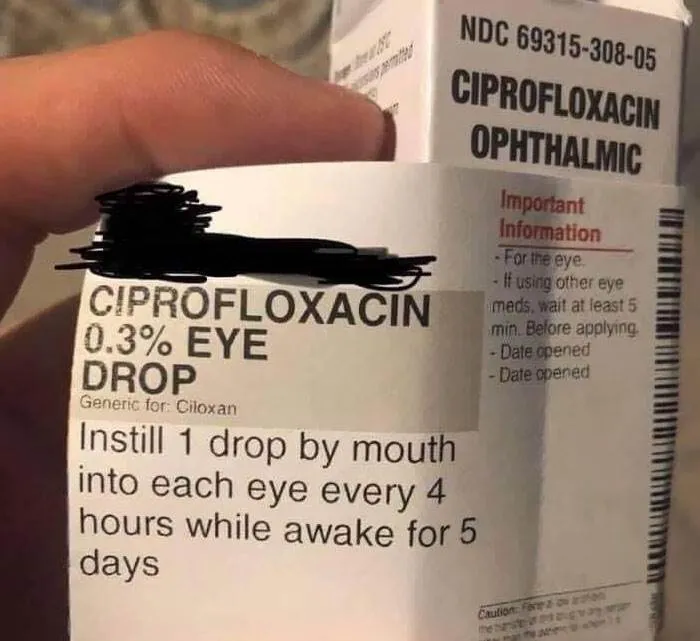 NDC 69315-308-05
CIPROFLOXACIN
OPHTHALMIC
permitted
CIPROFLOXACIN
0.3% EYE
DROP
Generic for: Ciloxan
Instill 1 drop by mouth
into each eye every 4
hours while awake for 5
days
Important
Information
- For the eye.
- If using other eye
meds, wait at least 5
min. Before applying.
- Date opened
- Date opened
Caution: